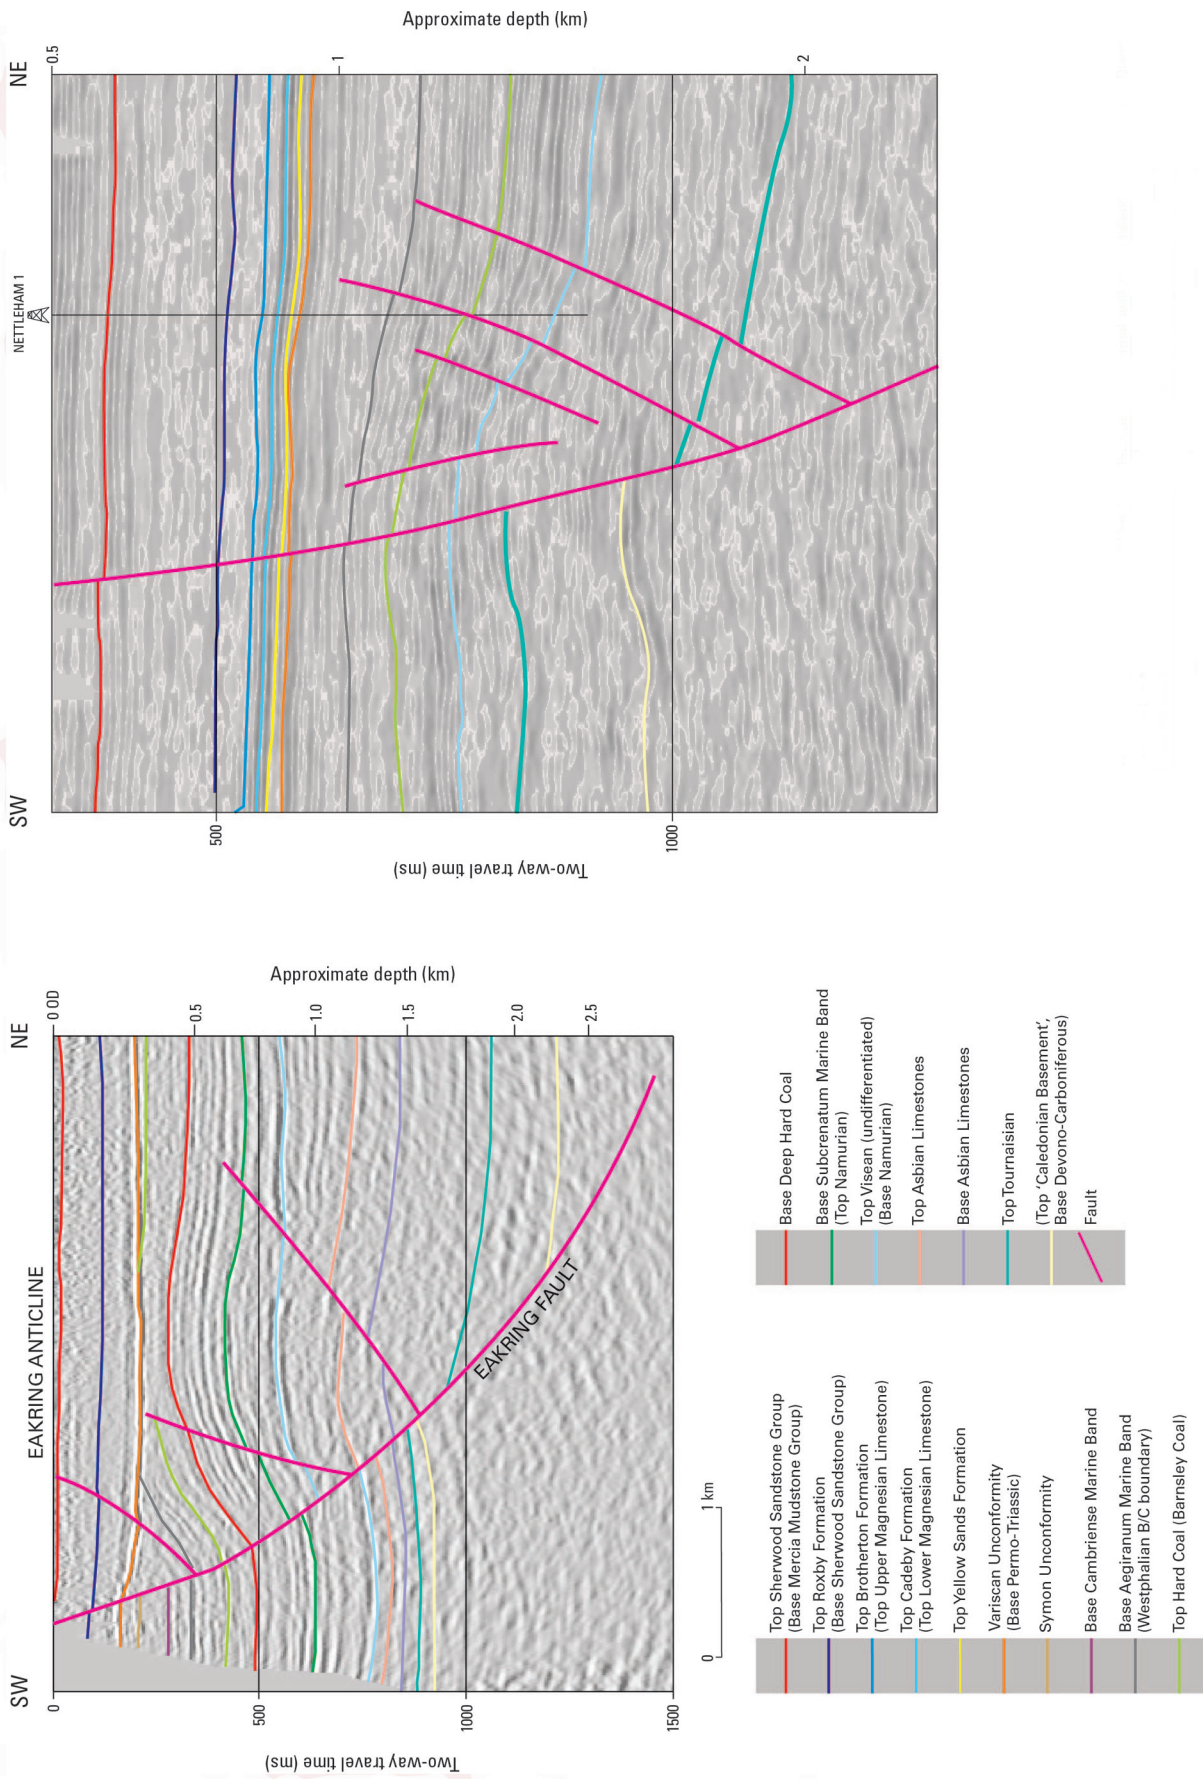 EAKRING ANTICLINE
SW
NE
0
500
1000
1500
Two-way travel time (ms)
0 OD
0.5
1.0
1.5
2.0
2.5
Approximate depth (km)
EAKRING FAULT
0
1 km
SW
NE
NETTLEHAM 1
500
1000
Two-way travel time (ms)
0.5
1
2
Approximate depth (km)
Top Sherwood Sandstone Group
(Base Mercia Mudstone Group)
Top Roxby Formation
(Base Sherwood Sandstone Group)
Top Brotherton Formation
(Top Upper Magnesian Limestone)
Top Cadeby Formation
(Top Lower Magnesian Limestone)
Top Yellow Sands Formation
Variscan Unconformity
(Base Permo-Triassic)
Symon Unconformity
Base Cambriense Marine Band
Base Aegiranum Marine Band
(Westphalian B/C boundary)
Top Hard Coal (Barnsley Coal)
Base Deep Hard Coal
Base Subcrenatum Marine Band
(Top Namurian)
Top Visean (undifferentiated)
(Base Namurian)
Top Asbian Limestones
Base Asbian Limestones
Top Tournaisian
(Top 'Caledonian Basement',
Base Devono-Carboniferous)
Fault